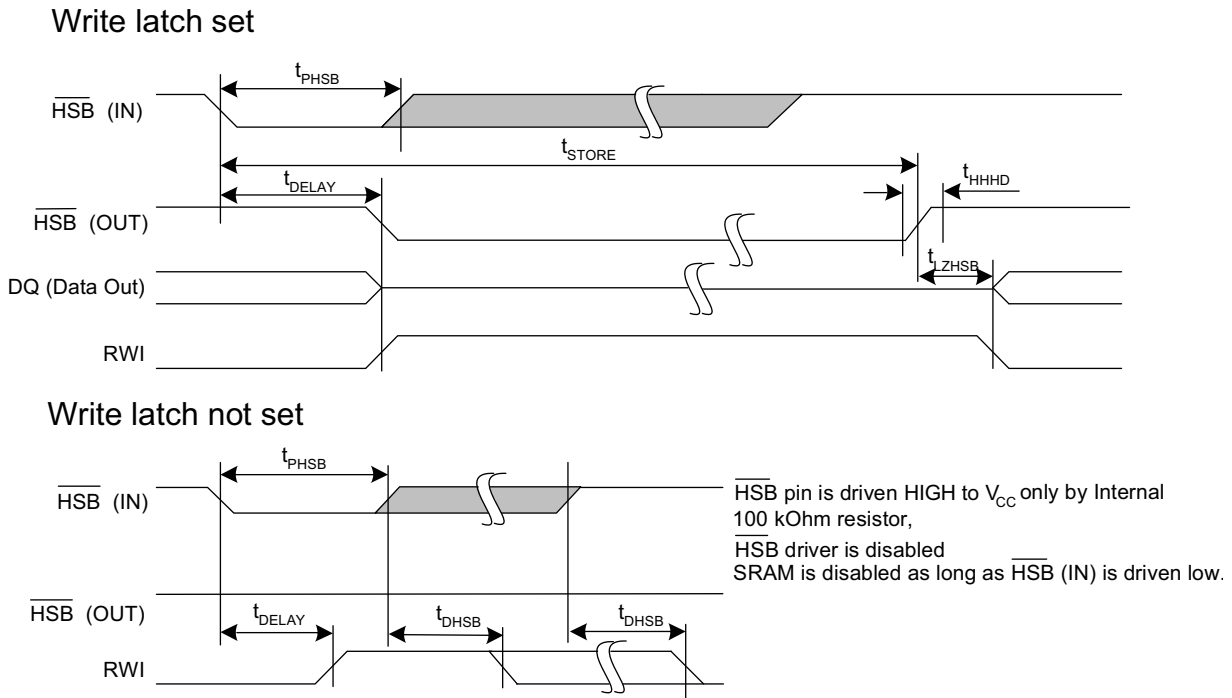 Write latch set
tPHSB
HSB (IN)
tSTORE
tHHHD
tDELAY
HSB (OUT)
tLZHSB
DQ (Data Out)
RWI
Write latch not set
tPHSB
HSB (IN)
HSB pin is driven HIGH to VCC only by Internal
100 kOhm resistor,
HSB driver is disabled
SRAM is disabled as long as HSB (IN) is driven low.
HSB (OUT)
tDELAY
tDHSB
tDHSB
RWI